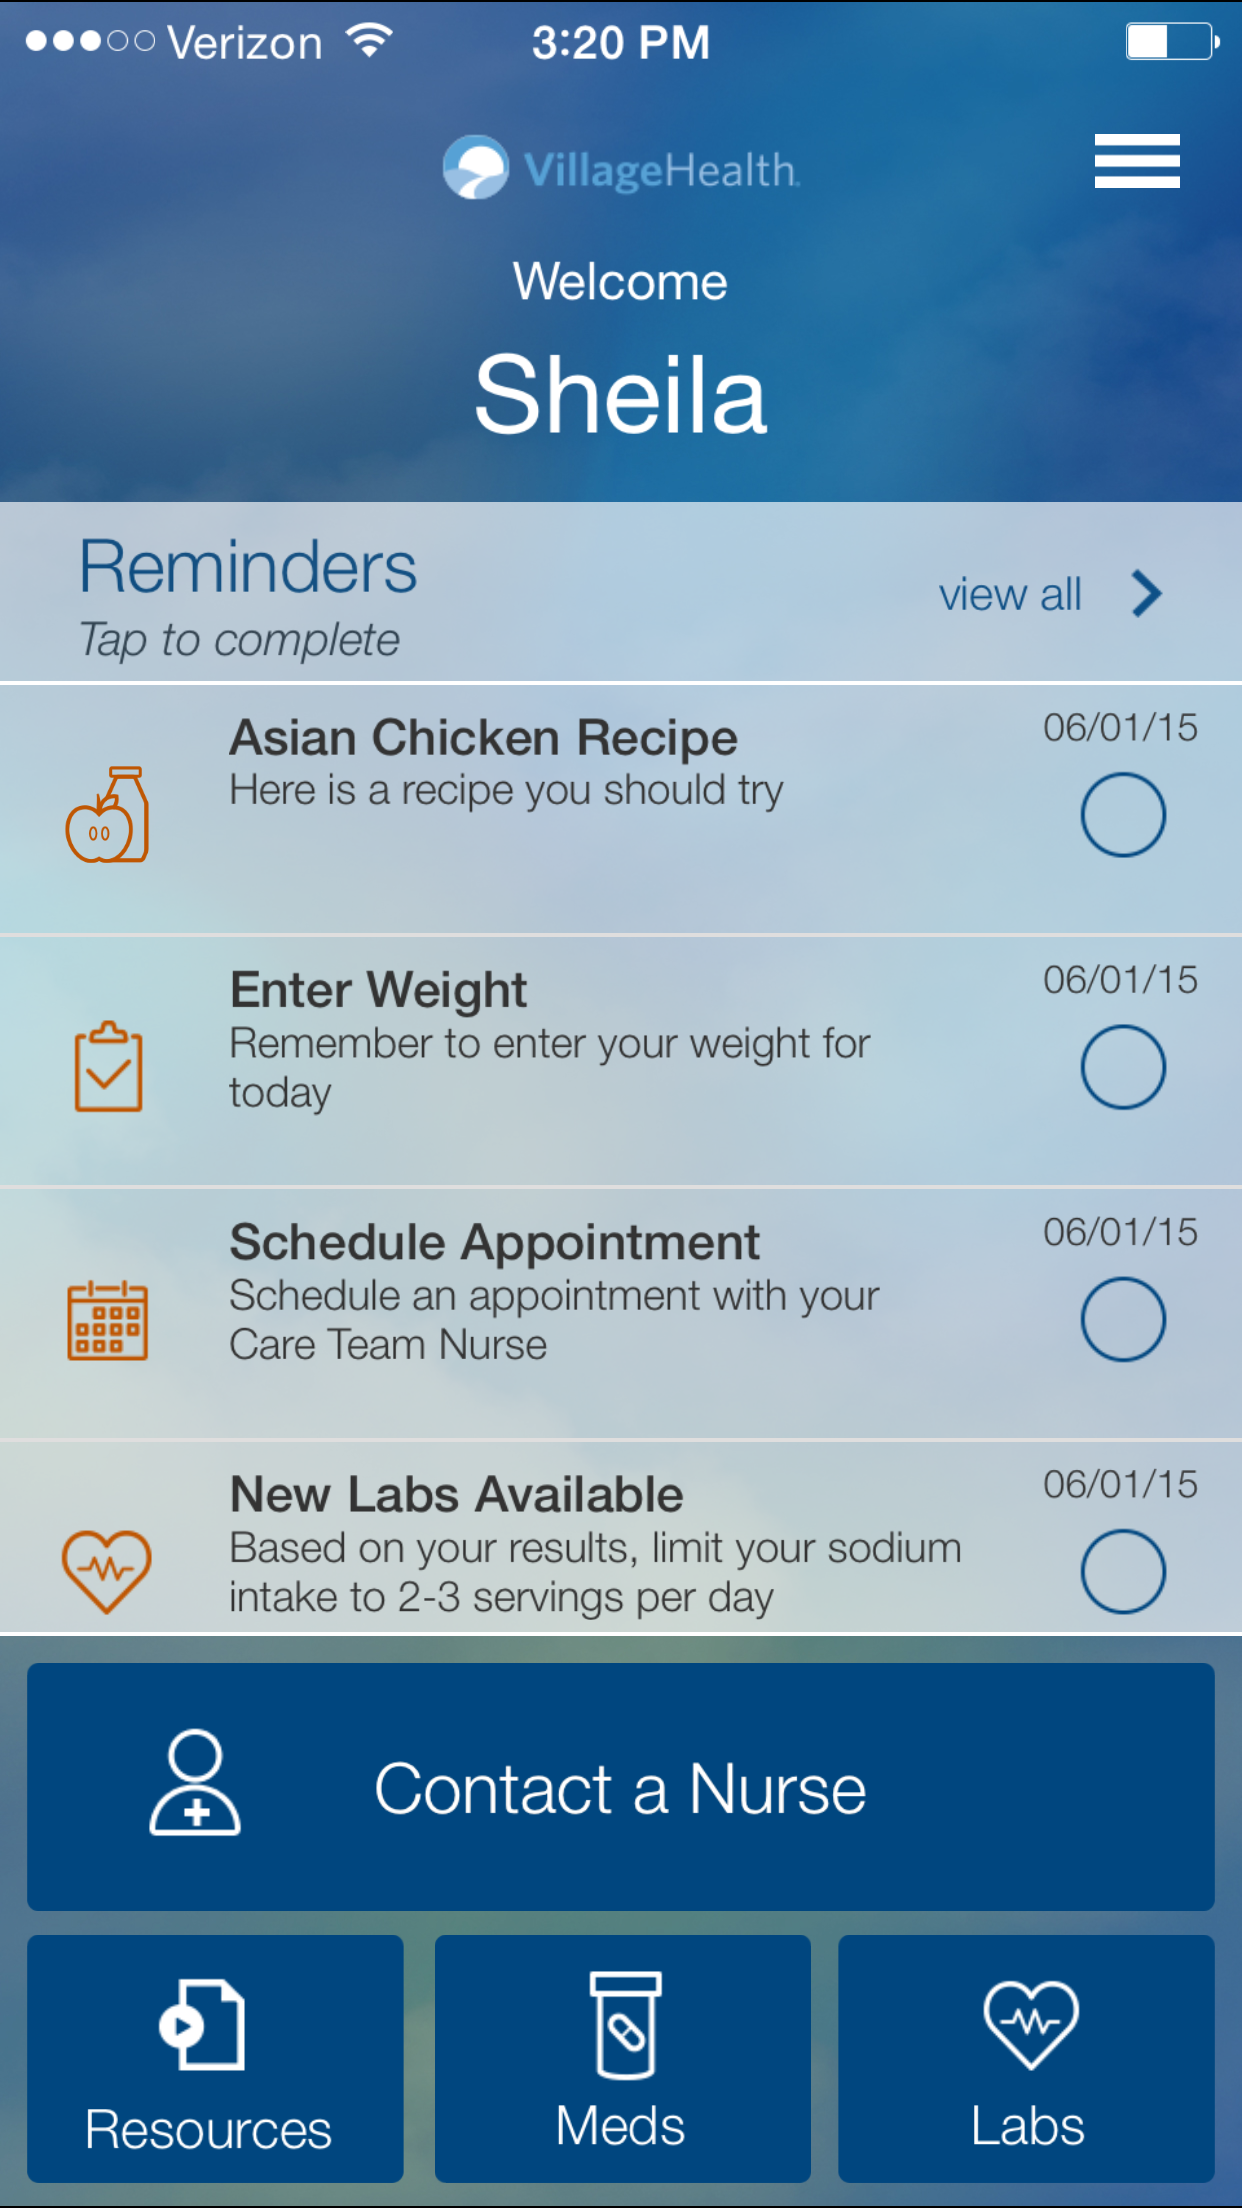 Verizon 3:20 PM
VillageHealth.
Welcome
Sheila
Reminders
Tap to complete
view all
Asian Chicken Recipe
06/01/15
Here is a recipe you should try
Enter Weight
06/01/15
Remember to enter your weight for
today
Schedule Appointment
06/01/15
Schedule an appointment with your
Care Team Nurse
New Labs Available
06/01/15
Based on your results, limit your sodium
intake to 2-3 servings per day
Contact a Nurse
Resources
Meds
Labs